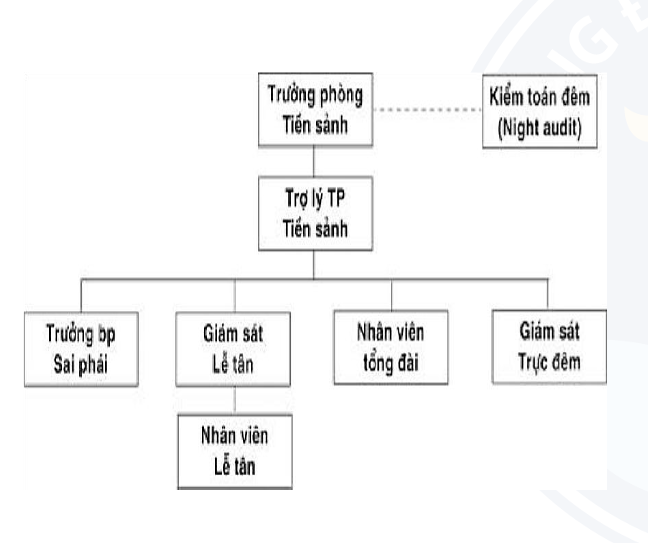 Trưởng phòng
Tiền sảnh
Kiểm toán đêm
(Night audit)
Trợ lý TP
Tiền sảnh
Trưởng bp
Sai phái
Giám sát
Lễ tân
Nhân viên
tổng đài
Giám sát
Trực đêm
Nhân viên
Lễ tân